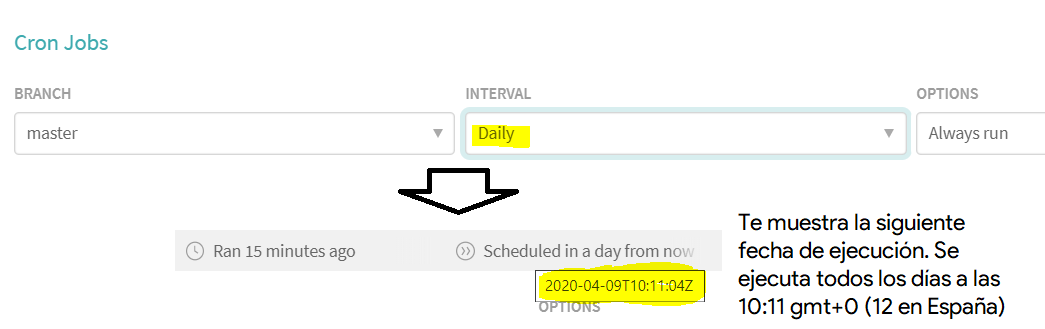 Cron Jobs
BRANCH INTERVAL OPTIONS
master Daily Always run
Ran 15 minutes ago Scheduled in a day from now
2020-04-09T10:11:04Z
OPTIONS
Te muestra la siguiente
fecha de ejecución. Se
ejecuta todos los días a las
10:11 gmt+0 (12 en España)